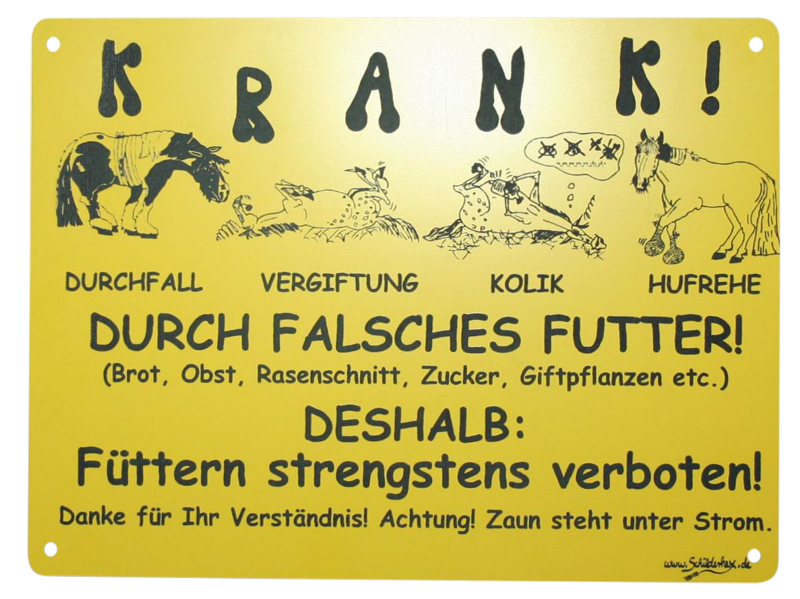 KRANK!
DURCHFALL VERGIFTUNG KOLIK HUFREHE
DURCH FALSCHES FUTTER!
(Brot, Obst, Rasenschnitt, Zucker, Giftpflanzen etc.)
DESHALB:
Füttern strengstens verboten!
Danke für Ihr Verständnis! Achtung! Zaun steht unter Strom.
www.Schilderhex.de